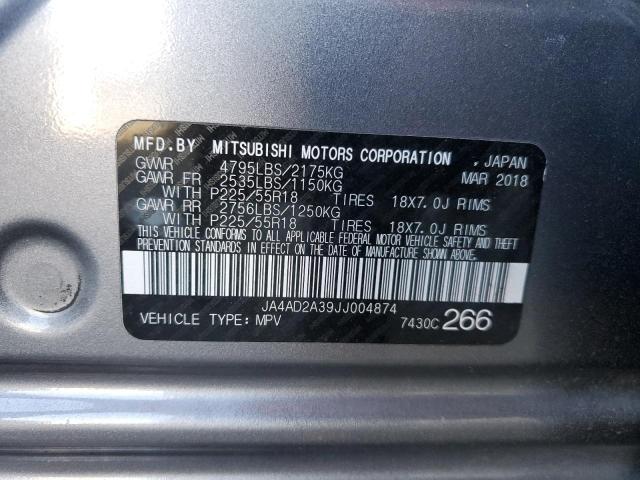 MFD.BY MITSUBISHI MOTORS CORPORATION , JAPAN
GVWR 4795LBS/2175KG MAR 2018
GAWR FR 2535LBS/1150KG
WITH P225/55R18 TIRES 18X7.0J RIMS
GAWR RR 2756LBS/1250KG
WITH P225/55R18 TIRES 18X7.0J RIMS
THIS VEHICLE CONFORMS TO ALL APPLICABLE FEDERAL MOTOR VEHICLE SAFETY AND THEFT
PREVENTION STANDARDS IN EFFECT ON THE DATE OF MANUFACTURE SHOWN ABOVE.
JA4AD2A39JJ004874
VEHICLE TYPE: MPV 7430C 266